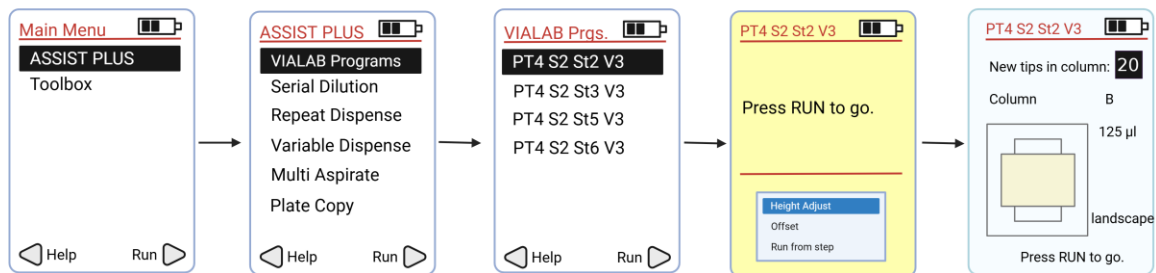 Main Menu
ASSIST PLUS
Toolbox
Help
Run
ASSIST PLUS
VIALAB Programs
Serial Dilution
Repeat Dispense
Variable Dispense
Multi Aspirate
Plate Copy
Help
Run
VIALAB Prgs.
PT4 S2 St2 V3
PT4 S2 St3 V3
PT4 S2 St5 V3
PT4 S2 St6 V3
Help
Run
PT4 S2 St2 V3
Press RUN to go.
Height Adjust
Offset
Run from step
PT4 S2 St2 V3
New tips in column: 20
Column B
125 µl
landscape
Press RUN to go.